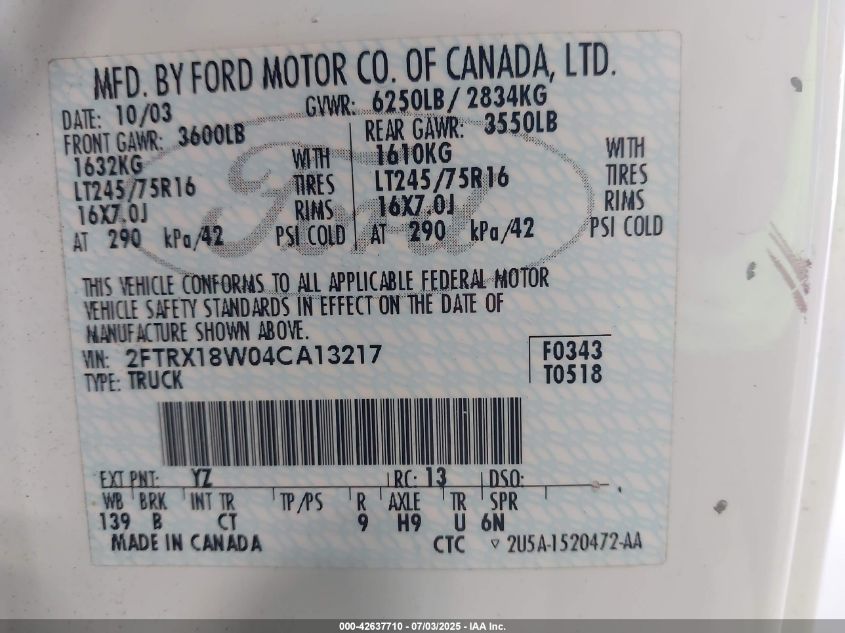 MFD. BY FORD MOTOR CO. OF CANADA, LTD.
DATE: 10/03 GVWR: 6250LB/ 2834KG
FRONT GAWR: 3600LB REAR GAWR: 3550LB
1632KG WITH 1610KG WITH
LT245/75R16 TIRES LT245/75R16 TIRES
16X7.0J RIMS 16X7.0J RIMS
AT 290 kPa/42 PSI COLD AT 290 kPa/42 PSI COLD
Ford
THIS VEHICLE CONFORMS TO ALL APPLICABLE FEDERAL MOTOR
VEHICLE SAFETY STANDARDS IN EFFECT ON THE DATE OF
MANUFACTURE SHOWN ABOVE.
VIN: 2FTRX18W04CA13217 F0343
TYPE: TRUCK T0518
EXT PNT: YZ RC: 13 DSO:
WB BRK INT TR TP/PS R AXLE TR SPR
139 B CT 9 H9 U 6N
MADE IN CANADA CTC ▽ 2U5A-1520472-AA
000-42637710 - 07/03/2025 - IAA Inc.